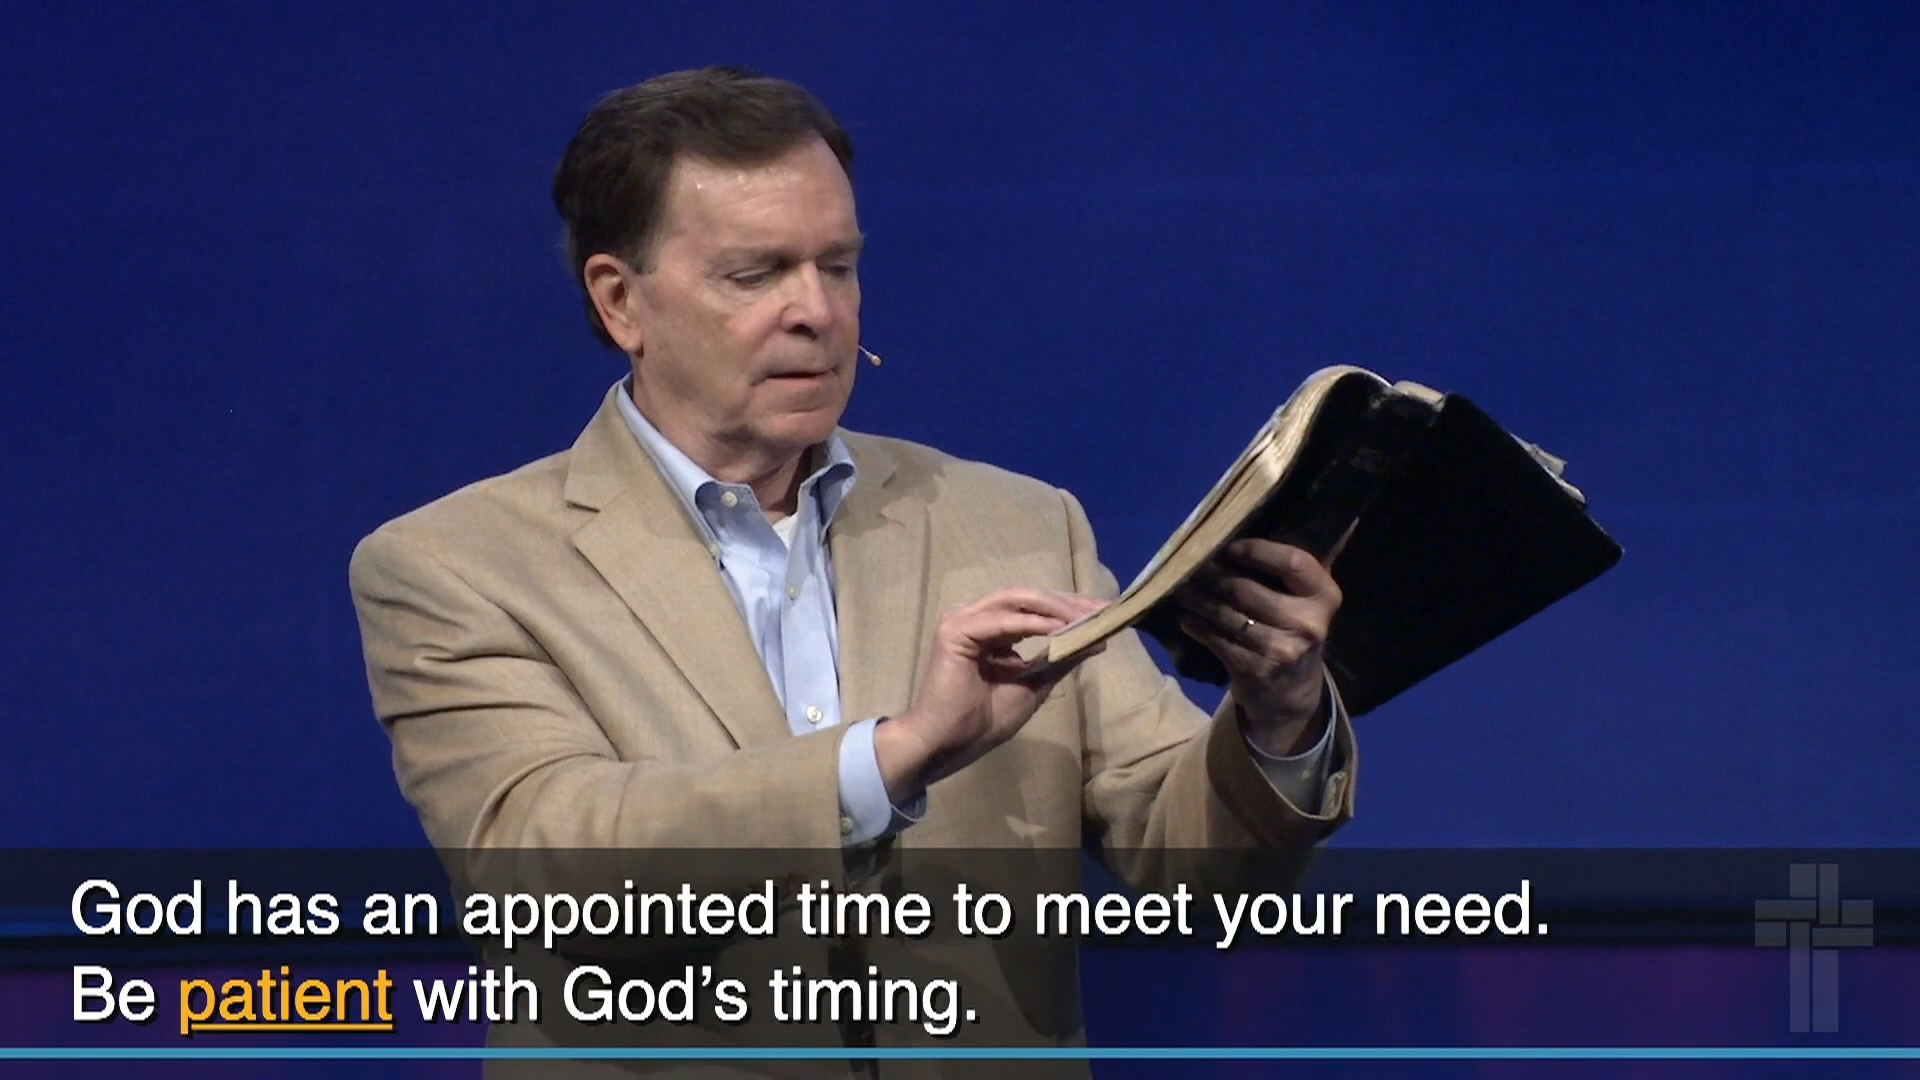 God has an appointed time to meet your need.
Be patient with God's timing.